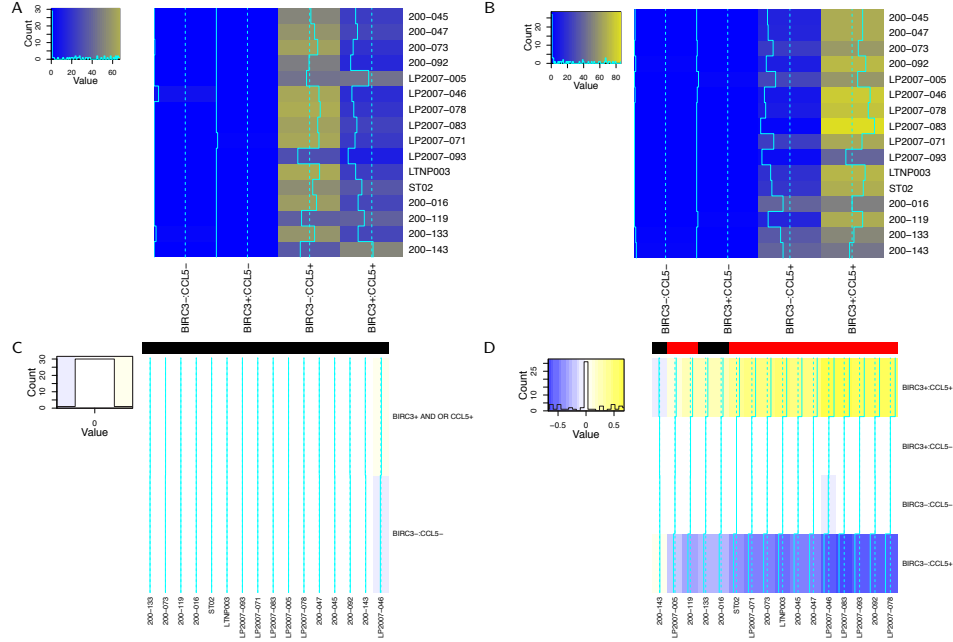 A
Count
0 10 20 30
0 20 40 60
Value
200-045
200-047
200-073
200-092
LP2007-005
LP2007-046
LP2007-078
LP2007-083
LP2007-071
LP2007-093
LTNP003
ST02
200-016
200-119
200-133
200-143
BIRC3-:CCL5-
BIRC3+:CCL5-
BIRC3-:CCL5+
BIRC3+:CCL5+
B
Count
0 10 20
0 20 40 60 80
Value
200-045
200-047
200-073
200-092
LP2007-005
LP2007-046
LP2007-078
LP2007-083
LP2007-071
LP2007-093
LTNP003
ST02
200-016
200-119
200-133
200-143
BIRC3-:CCL5-
BIRC3+:CCL5-
BIRC3-:CCL5+
BIRC3+:CCL5+
C
Count
0 10 20 30
0
Value
BIRC3+ AND OR CCL5+
BIRC3-:CCL5-
200-133
200-073
200-119
200-016
ST02
LTNP003
LP2007-093
LP2007-071
LP2007-083
LP2007-005
LP2007-078
200-047
200-045
200-092
200-143
LP2007-046
D
Count
0 10 25
-0.5 0 0.5
Value
BIRC3+:CCL5+
BIRC3+:CCL5-
BIRC3-:CCL5-
BIRC3-:CCL5+
200-143
LP2007-005
200-119
200-133
200-016
ST02
LP2007-071
200-073
LTNP003
200-045
200-047
LP2007-046
LP2007-083
LP2007-093
200-092
LP2007-078